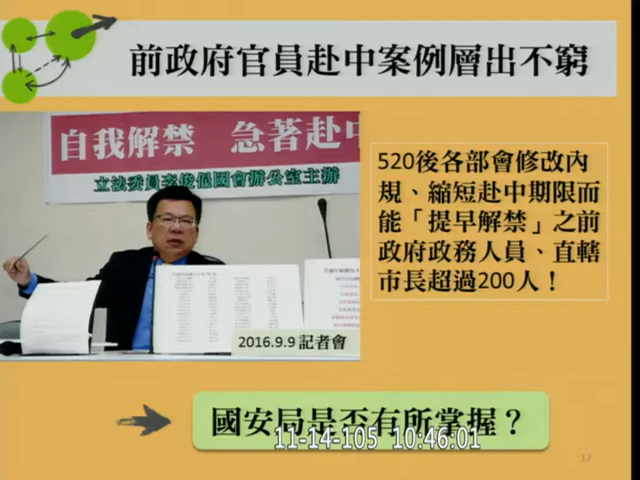 前政府官員赴中案例層出不窮
自我解禁 急著赴中
立法委員李俊俋國會辦公室主辦
2016.9.9 記者會
520後各部會修改內
規、縮短赴中期限而
能「提早解禁」之前
政府政務人員、直轄
市長超過200人！
國安局是否有所掌握？
11-14-105 10:46:01
17